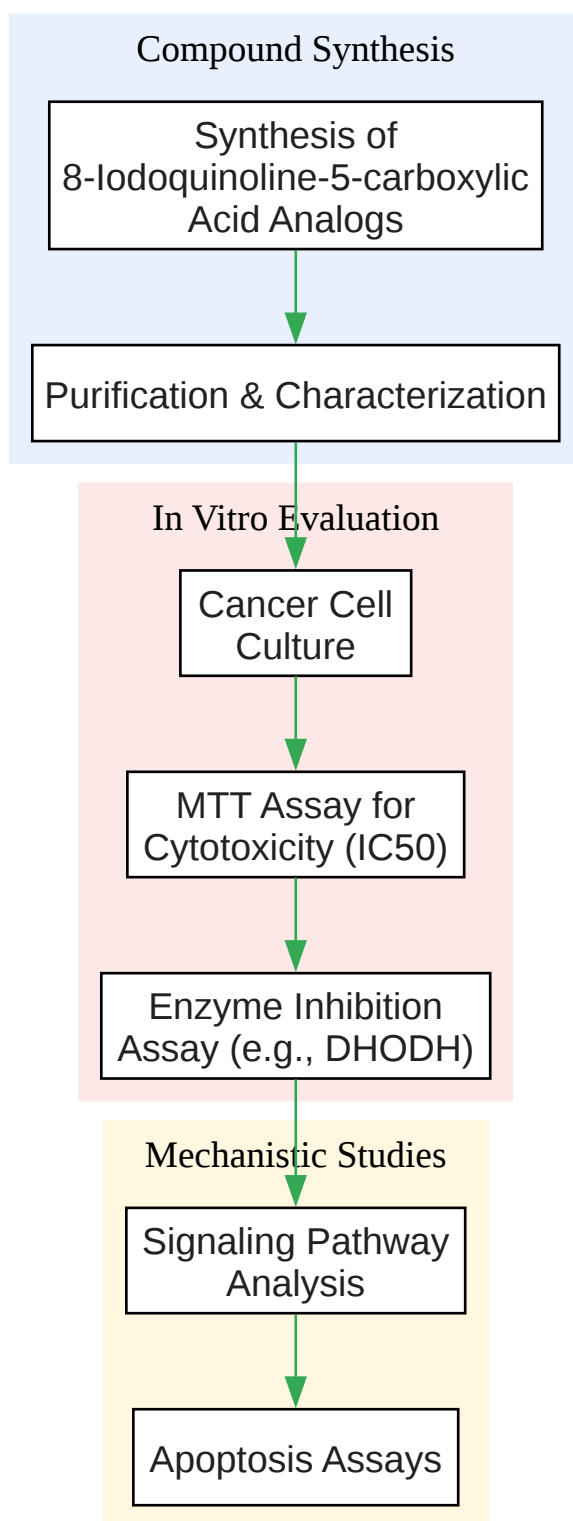 Compound Synthesis
Synthesis of
8-Iodoquinoline-5-carboxylic
Acid Analogs
Purification & Characterization
In Vitro Evaluation
Cancer Cell
Culture
MTT Assay for
Cytotoxicity (IC50)
Enzyme Inhibition
Assay (e.g., DHODH)
Mechanistic Studies
Signaling Pathway
Analysis
Apoptosis Assays